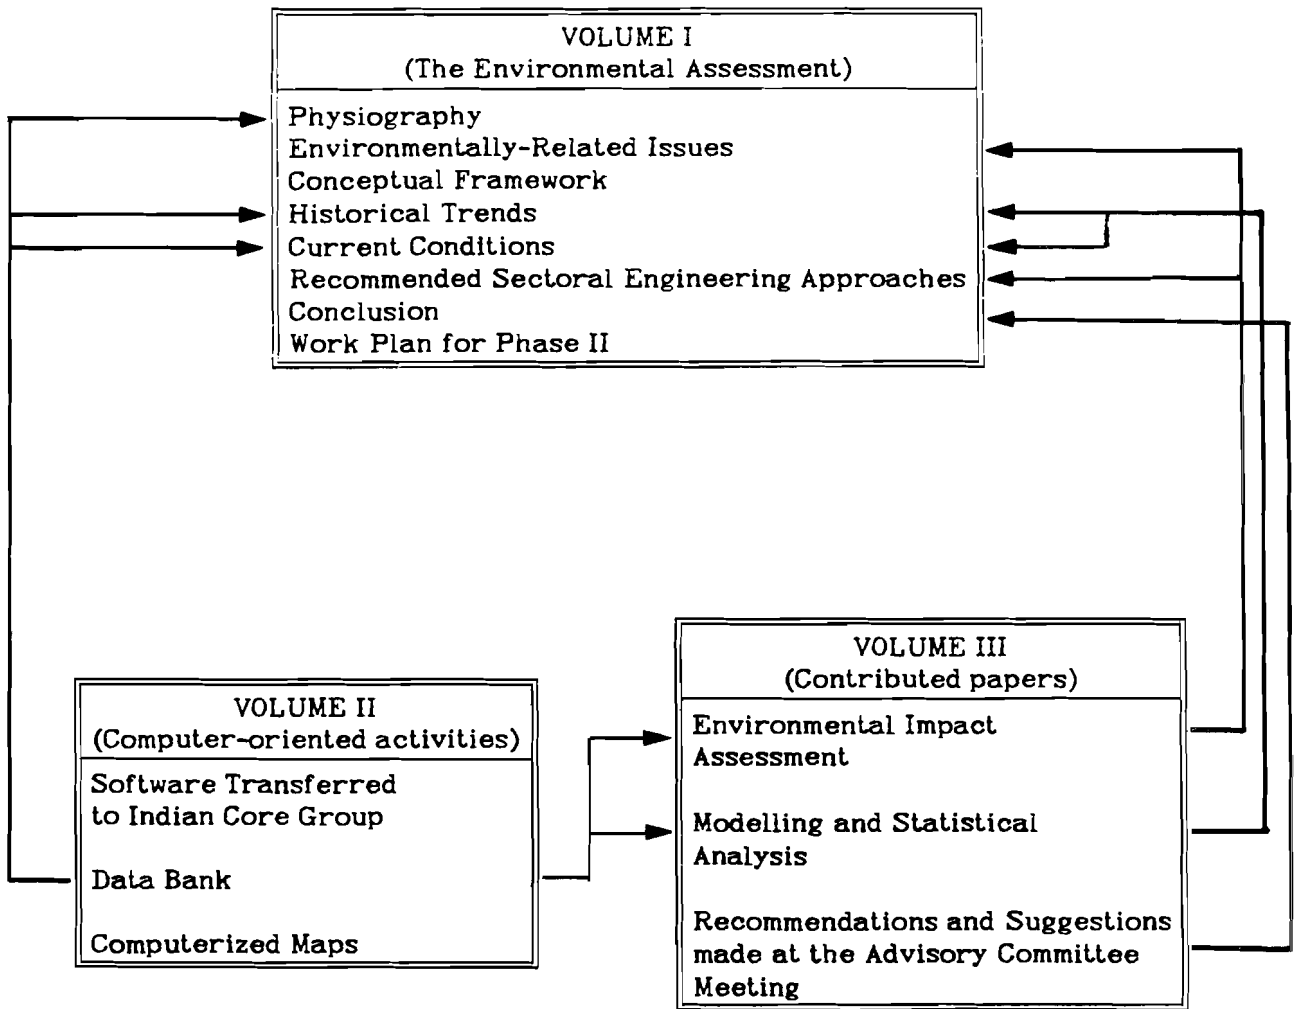 VOLUME I
(The Environmental Assessment)
Physiography
Environmentally-Related Issues
Conceptual Framework
Historical Trends
Current Conditions
Recommended Sectoral Engineering Approaches
Conclusion
Work Plan for Phase II
VOLUME II
(Computer-oriented activities)
Software Transferred
to Indian Core Group
Data Bank
Computerized Maps
VOLUME III
(Contributed papers)
Environmental Impact
Assessment
Modelling and Statistical
Analysis
Recommendations and Suggestions
made at the Advisory Committee
Meeting